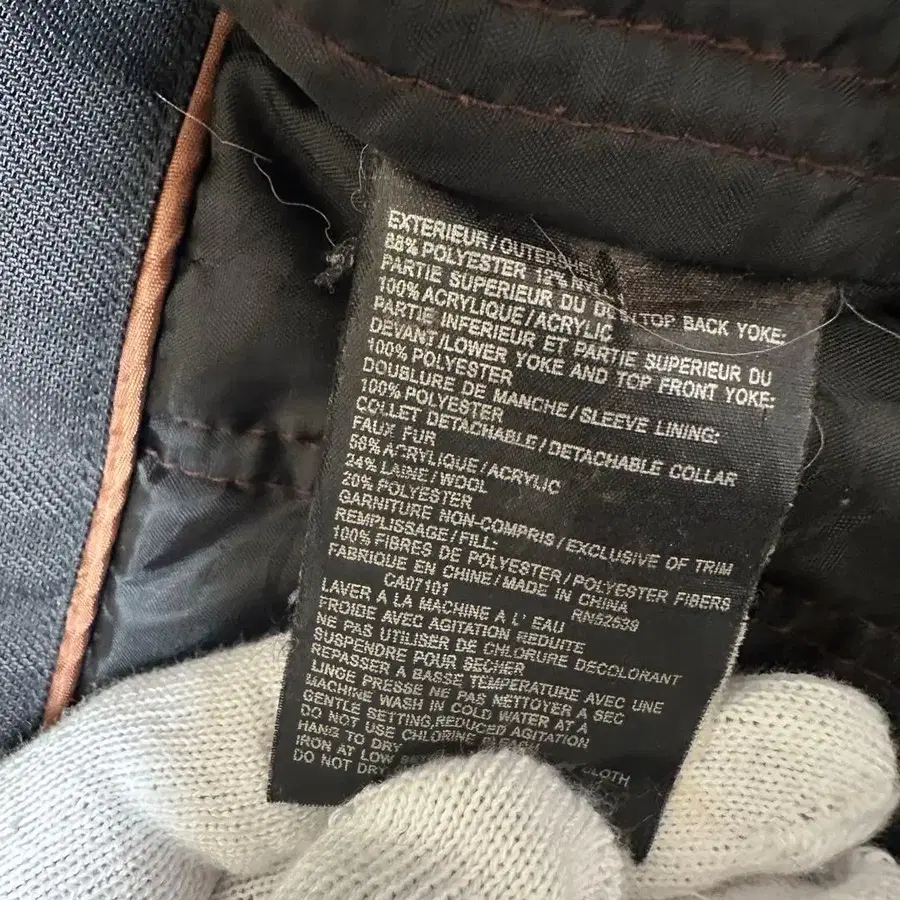 EXTERIEUR/OUTERSHELL
88% POLYESTER 12% NYLON
PARTIE SUPERIEUR DU DOS/TOP BACK YOKE:
100% ACRYLIQUE/ACRYLIC
PARTIE INFERIEUR ET PARTIE SUPERIEUR DU
DEVANT/LOWER YOKE AND TOP FRONT YOKE:
100% POLYESTER
DOUBLURE DE MANCHE/SLEEVE LINING:
100% POLYESTER
COLLET DETACHABLE/DETACHABLE COLLAR
FAUX FUR
56% ACRYLIQUE/ACRYLIC
24% LAINE/WOOL
20% POLYESTER
GARNITURE NON-COMPRIS/EXCLUSIVE OF TRIM
REMPLISSAGE/FILL:
100% FIBRES DE POLYESTER/POLYESTER FIBERS
FABRIQUE EN CHINE/MADE IN CHINA
CA07101 RN52639
LAVER A LA MACHINE A L' EAU
FROIDE AVEC AGITATION REDUITE
NE PAS UTILISER DE CHLORURE DECOLORANT
SUSPENDRE POUR SECHER
REPASSER A BASSE TEMPERATURE AVEC UNE
LINGE PRESSE NE PAS NETTOYER A SEC
MACHINE WASH IN COLD WATER AT A
GENTLE SETTING,REDUCED AGITATION
DO NOT USE CHLORINE BLEACH
HANG TO DRY
IRON AT LOW CLOTH
DO NOT DRY